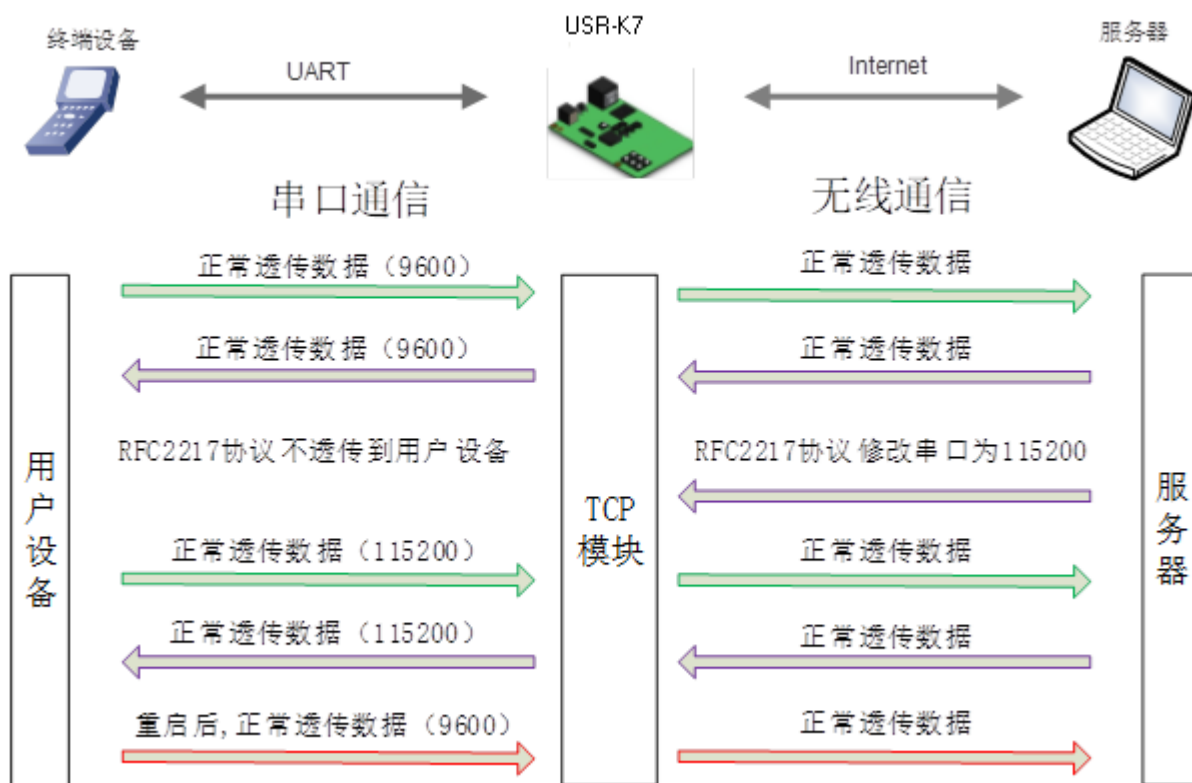 USR-K7
终端设备
服务器
UART
Internet
串口通信
无线通信
正常透传数据（9600）
正常透传数据
正常透传数据（9600）
正常透传数据
RFC2217协议不透传到用户设备
RFC2217协议修改串口为115200
用户设备
TCP
模块
服务器
正常透传数据（115200）
正常透传数据
正常透传数据（115200）
正常透传数据
重启后,正常透传数据（9600）
正常透传数据